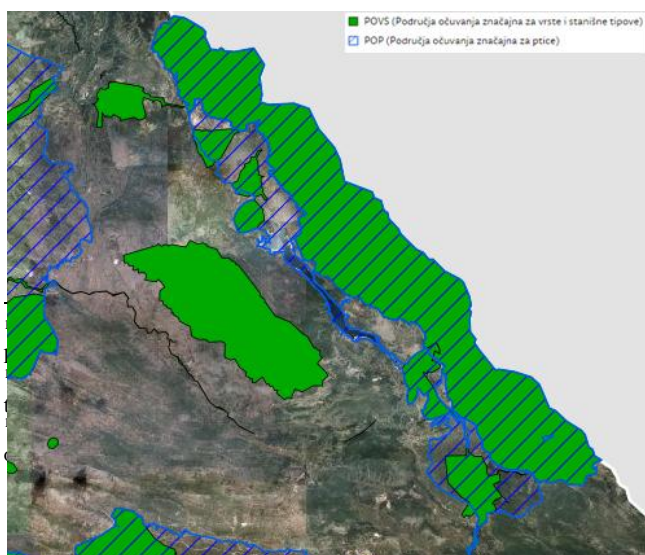 POVS (Područja očuvanja značajna za vrste i stanišne tipove)
POP (Područja očuvanja značajna za ptice)